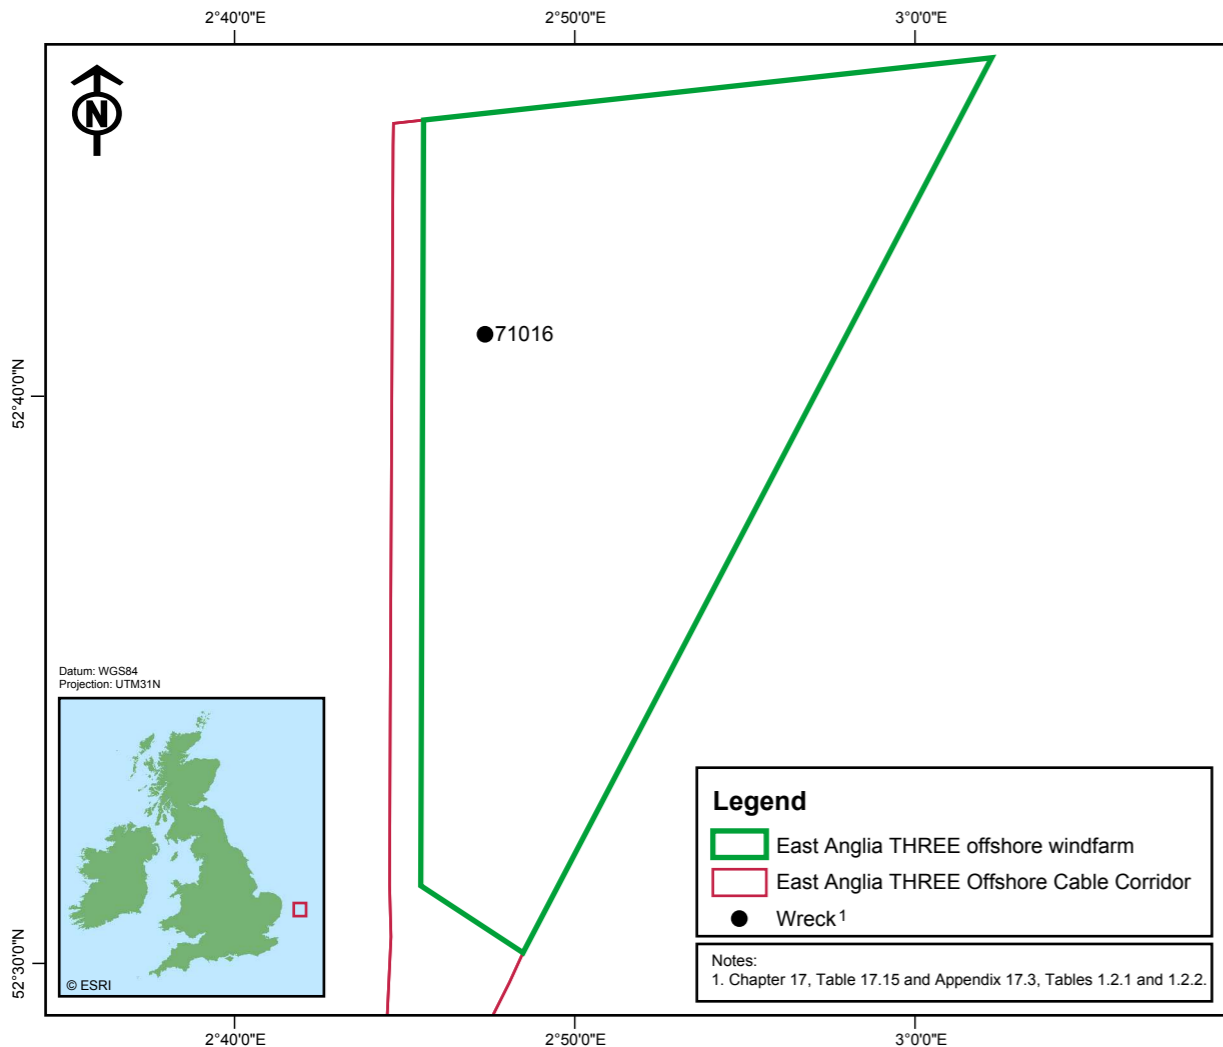 2°40'0"E
2°50'0"E
3°0'0"E
N
71016
52°40'0"N
Datum: WGS84
Projection: UTM31N
© ESRI
Legend
East Anglia THREE offshore windfarm
East Anglia THREE Offshore Cable Corridor
Wreck1
Notes:
1. Chapter 17, Table 17.15 and Appendix 17.3, Tables 1.2.1 and 1.2.2.
52°30'0"N
2°40'0"E
2°50'0"E
3°0'0"E